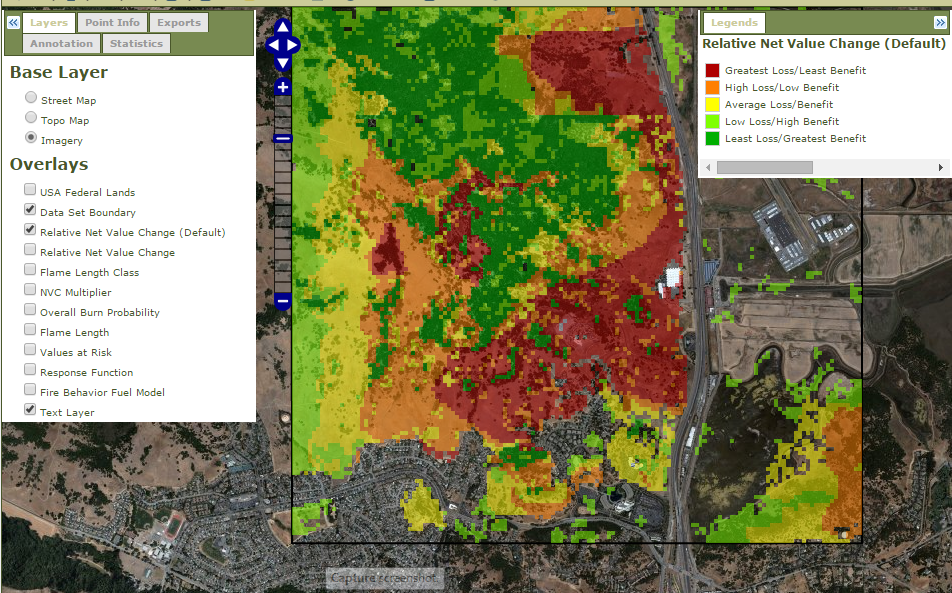 Layers Point Info Exports
Annotation Statistics
Base Layer
Street Map
Topo Map
Imagery
Overlays
USA Federal Lands
Data Set Boundary
Relative Net Value Change (Default)
Relative Net Value Change
Flame Length Class
NVC Multiplier
Overall Burn Probability
Flame Length
Values at Risk
Response Function
Fire Behavior Fuel Model
Text Layer
Legends
Relative Net Value Change (Default)
Greatest Loss/Least Benefit
High Loss/Low Benefit
Average Loss/Benefit
Low Loss/High Benefit
Least Loss/Greatest Benefit
Capture screenshot.